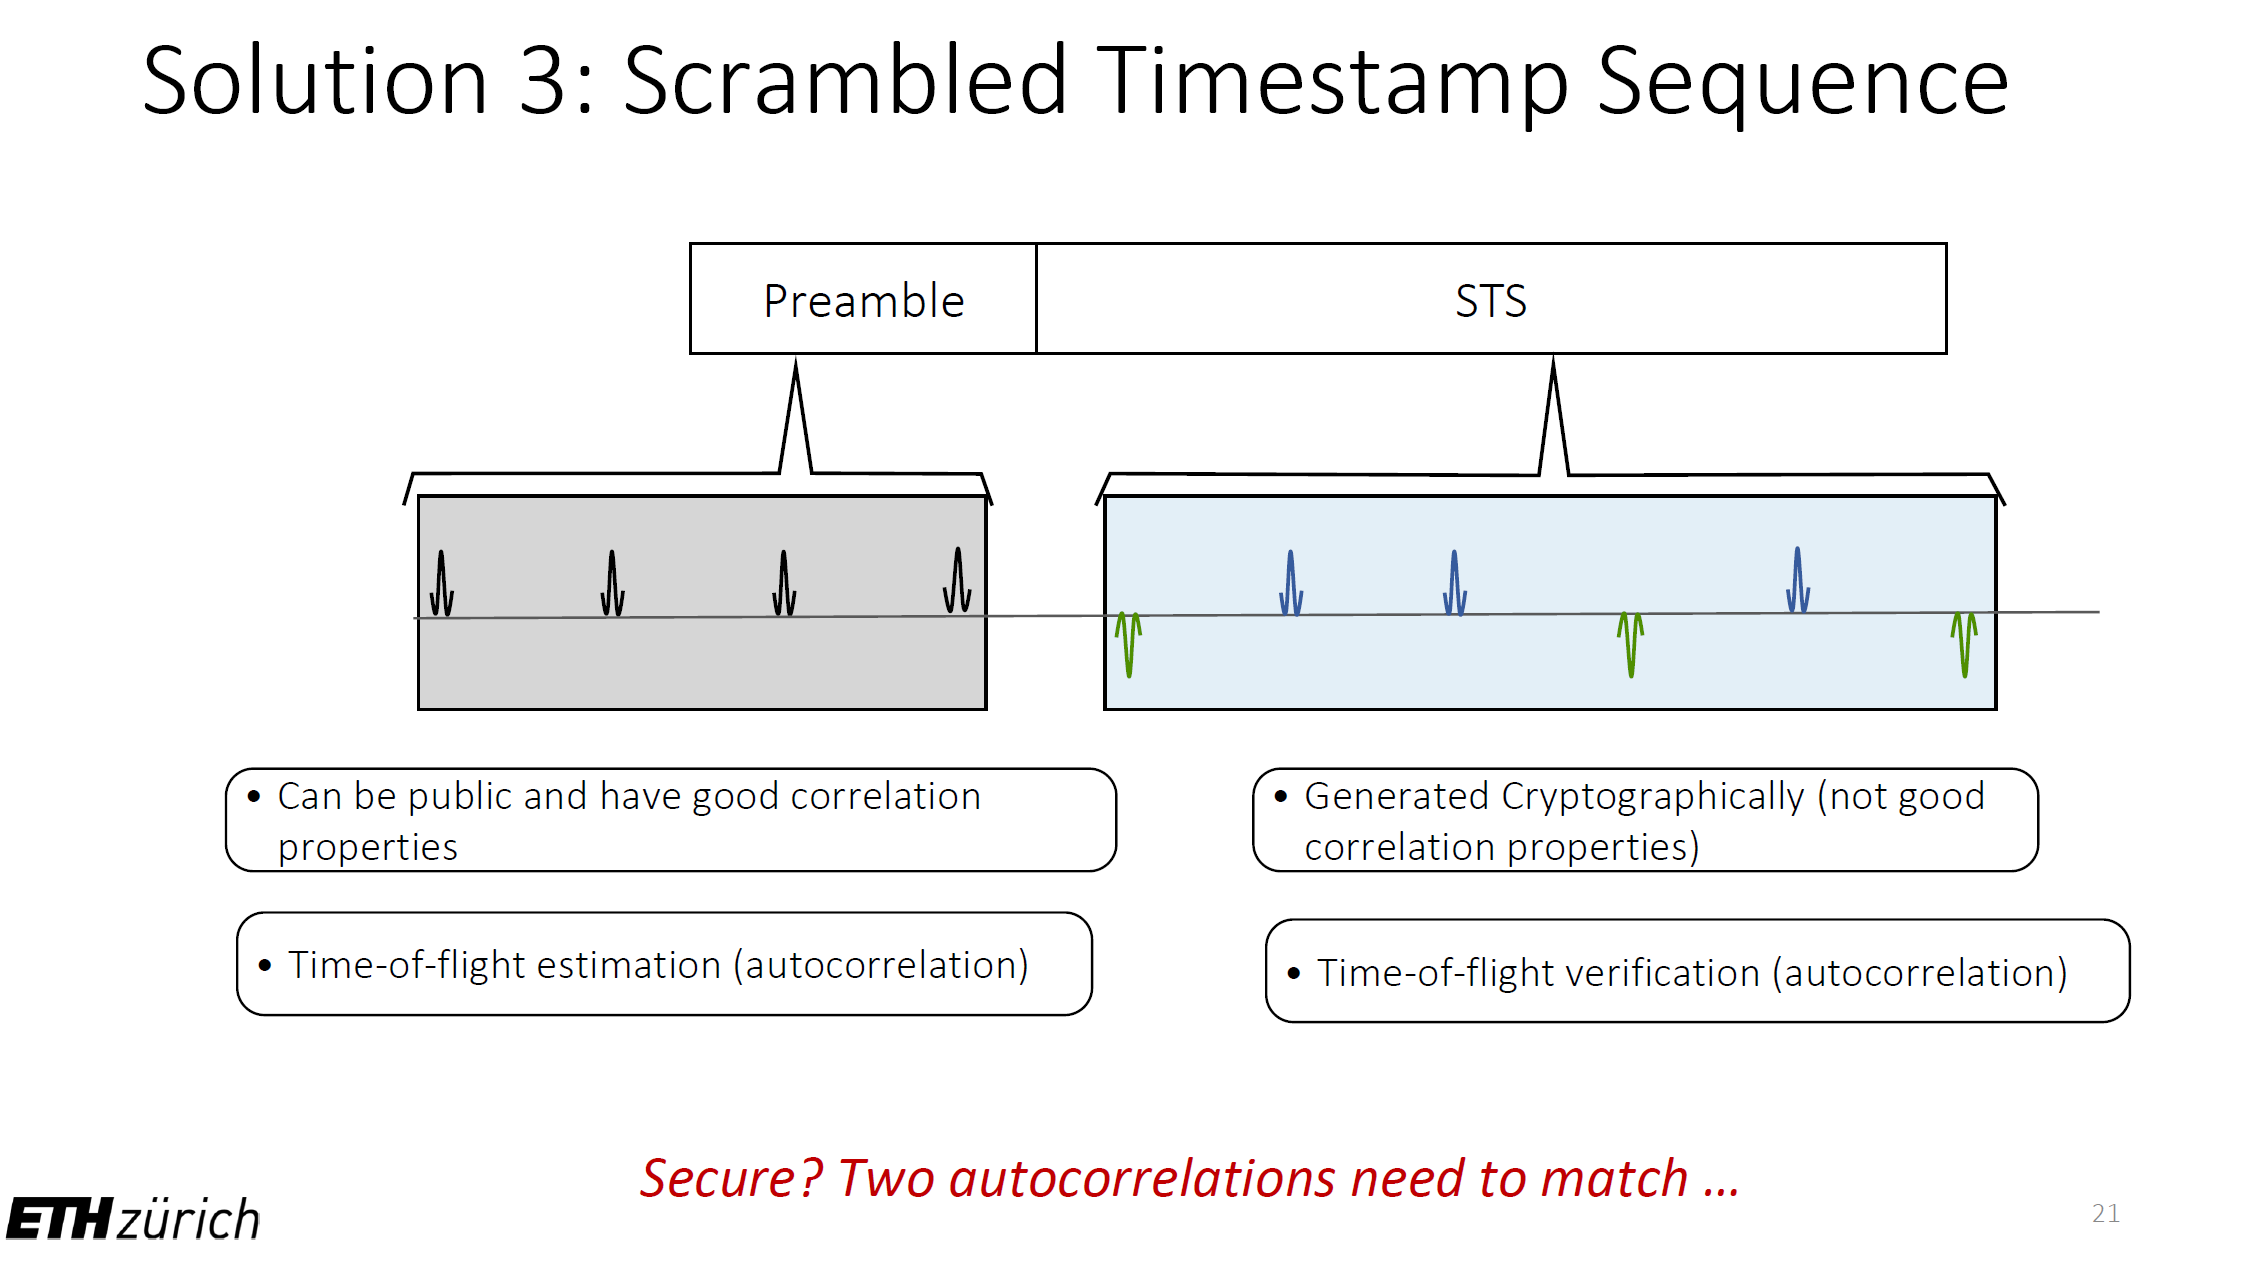 Solution 3: Scrambled Timestamp Sequence
Preamble
STS
• Can be public and have good correlation
properties
• Generated Cryptographically (not good
correlation properties)
• Time-of-flight estimation (autocorrelation)
• Time-of-flight verification (autocorrelation)
Secure? Two autocorrelations need to match ...
ETH zürich
21